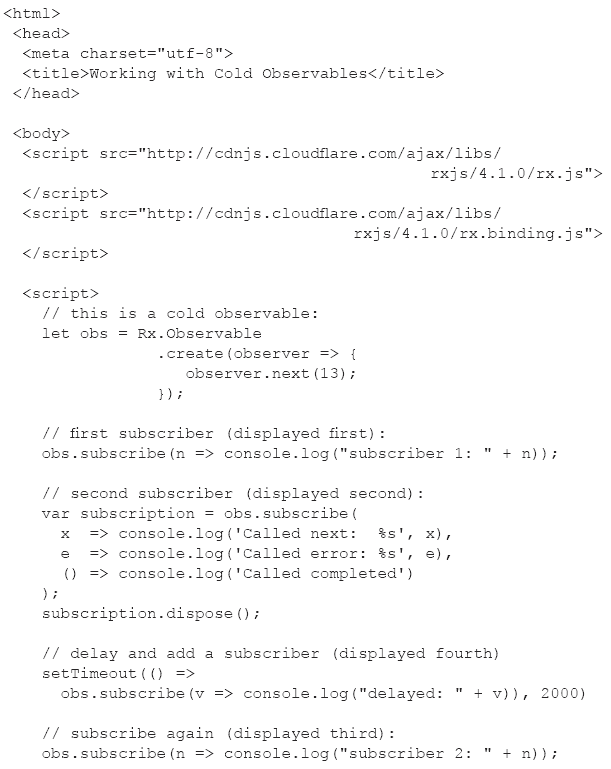 <html>
<head>
<meta charset="utf-8">
<title>Working with Cold Observables</title>
</head>
<body>
<script src="http://cdnjs.cloudflare.com/ajax/libs/
rxjs/4.1.0/rx.js">
</script>
<script src="http://cdnjs.cloudflare.com/ajax/libs/
rxjs/4.1.0/rx.binding.js">
</script>
<script>
// this is a cold observable:
let obs = Rx.Observable
.create(observer => {
observer.next(13);
});
// first subscriber (displayed first):
obs.subscribe(n => console.log("subscriber 1: " + n));
// second subscriber (displayed second):
var subscription = obs.subscribe(
x  => console.log('Called next:  %s', x),
e  => console.log('Called error: %s', e),
() => console.log('Called completed')
);
subscription.dispose();
// delay and add a subscriber (displayed fourth)
setTimeout(() =>
obs.subscribe(v => console.log("delayed: " + v)), 2000)
// subscribe again (displayed third):
obs.subscribe(n => console.log("subscriber 2: " + n));